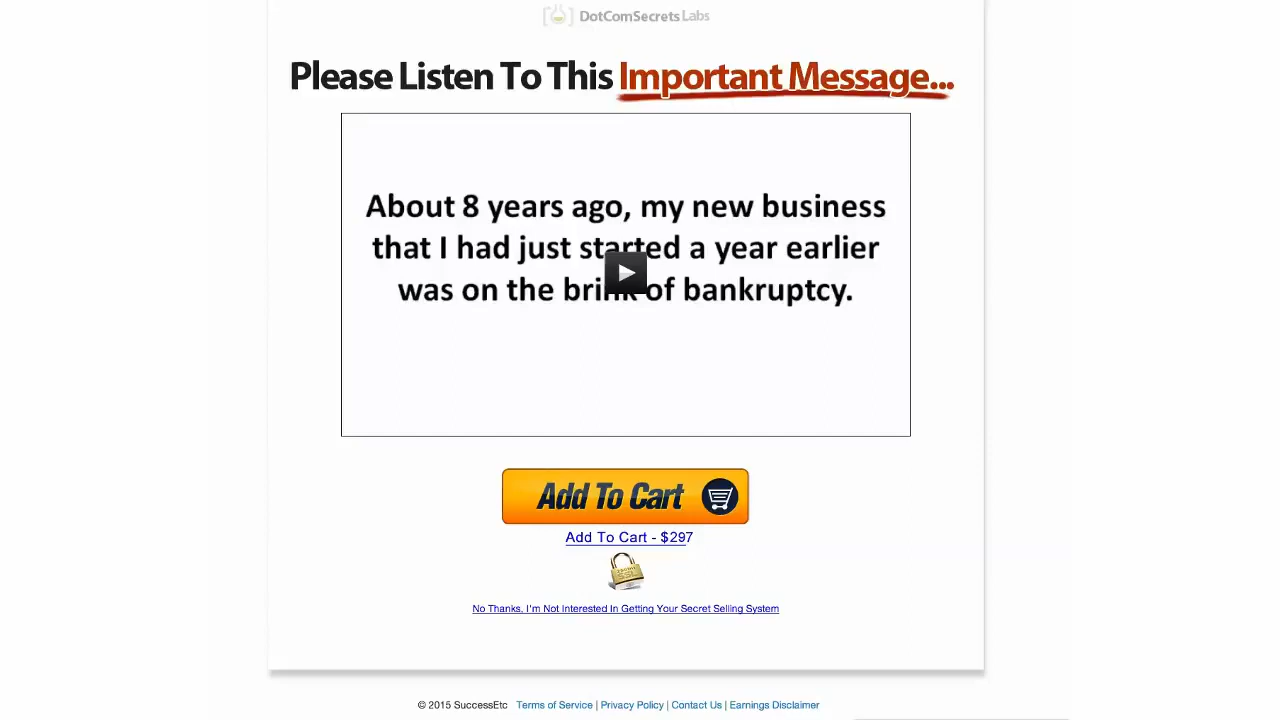 DotComSecrets Labs
Please Listen To This Important Message...
About 8 years ago, my new business
that I had just started a year earlier
was on the brink of bankruptcy.
Add To Cart
Add To Cart - $297
No Thanks, I'm Not Interested In Getting Your Secret Selling System
© 2015 SuccessEtc Terms of Service | Privacy Policy | Contact Us | Earnings Disclaimer